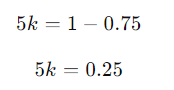 5k = 1 − 0.75
5k = 0.25